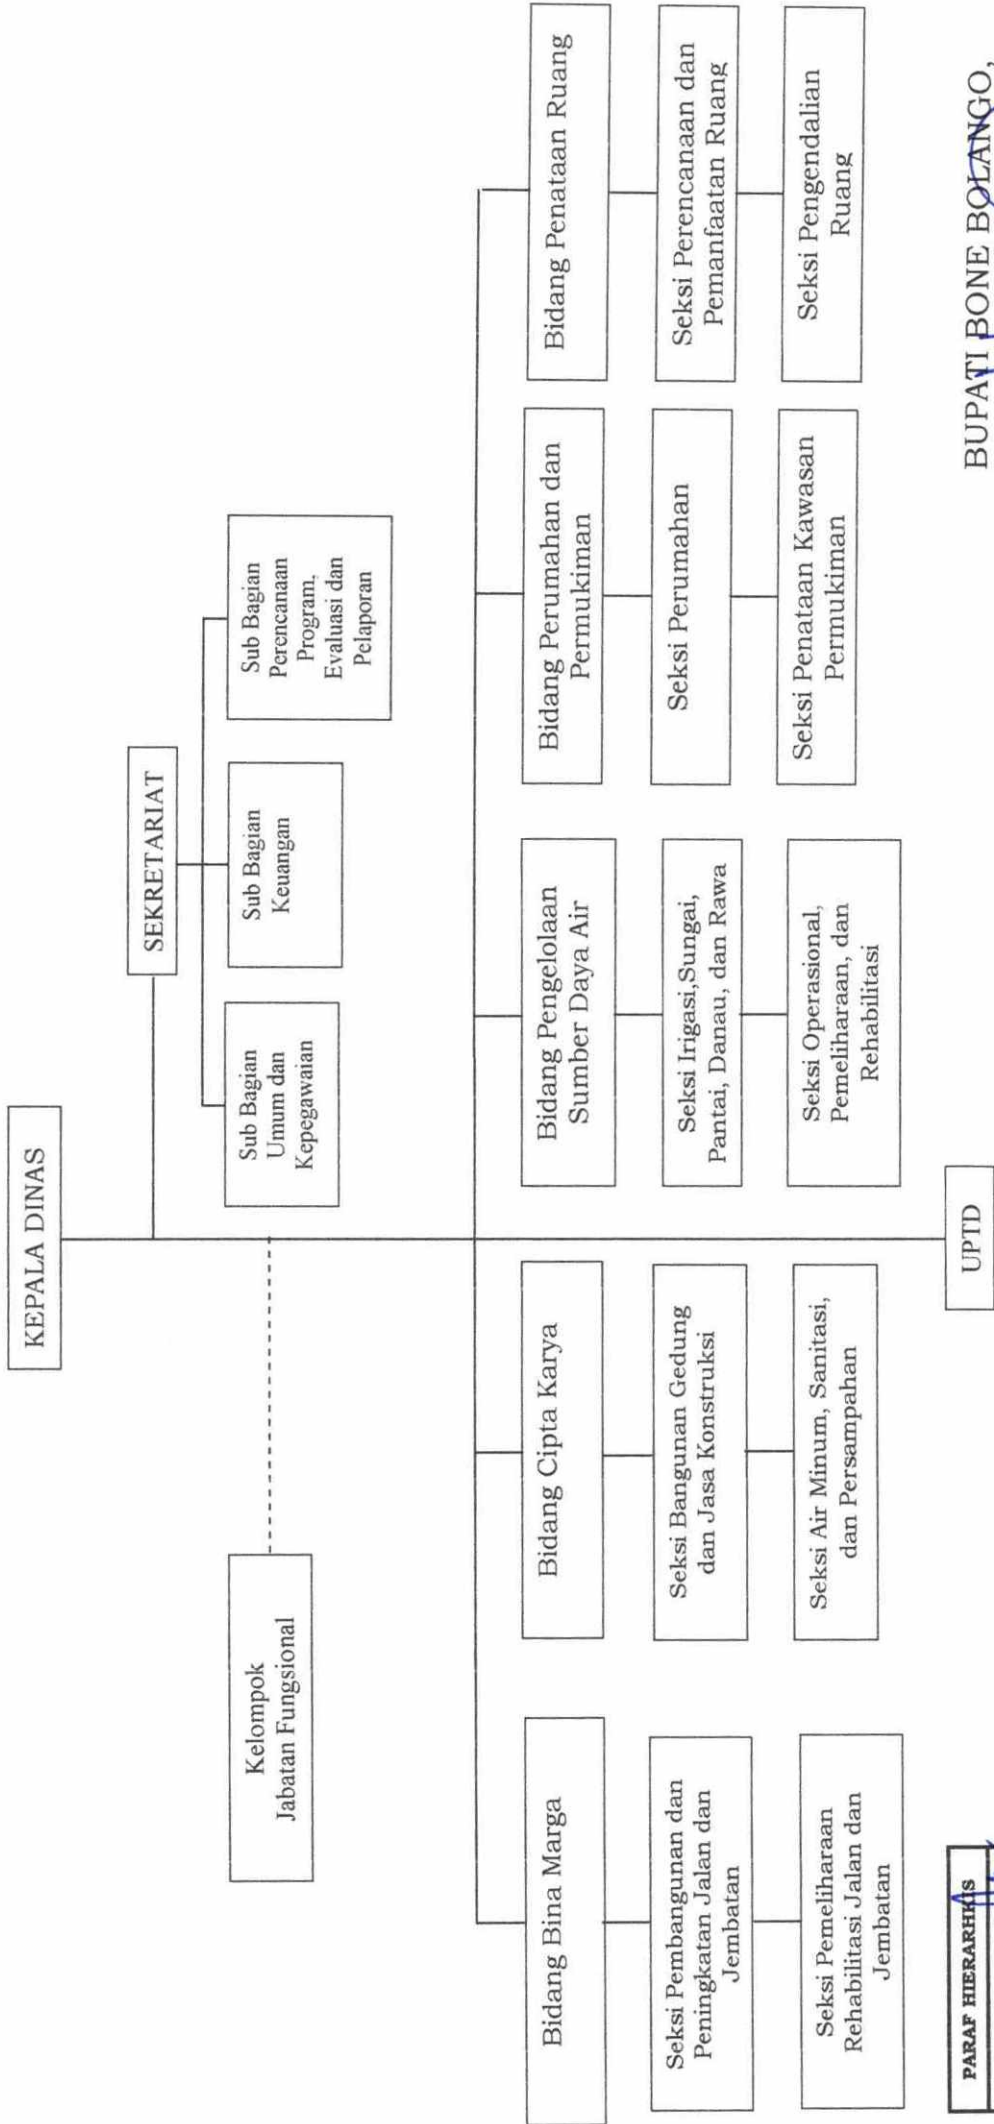 KEPALA DINAS
SEKRETARIAT
Kelompok
Jabatan Fungsional
Sub Bagian
Umum dan
Kepegawaian
Sub Bagian
Keuangan
Sub Bagian
Perencanaan
Program,
Evaluasi dan
Pelaporan
Bidang Bina Marga
Seksi Pembangunan dan
Peningkatan Jalan dan
Jembatan
Seksi Pemeliharaan
Rehabilitasi Jalan dan
Jembatan
Bidang Cipta Karya
Seksi Bangunan Gedung
dan Jasa Konstruksi
Seksi Air Minum, Sanitasi,
dan Persampahan
Bidang Pengelolaan
Sumber Daya Air
Seksi Irigasi,Sungai,
Pantai, Danau, dan Rawa
Seksi Operasional,
Pemeliharaan, dan
Rehabilitasi
Bidang Perumahan dan
Permukiman
Seksi Perumahan
Seksi Penataan Kawasan
Permukiman
Bidang Penataan Ruang
Seksi Perencanaan dan
Pemanfaatan Ruang
Seksi Pengendalian
Ruang
UPTD
PARAF HIERARHKIS
BUPATI BONE BOLANGO,